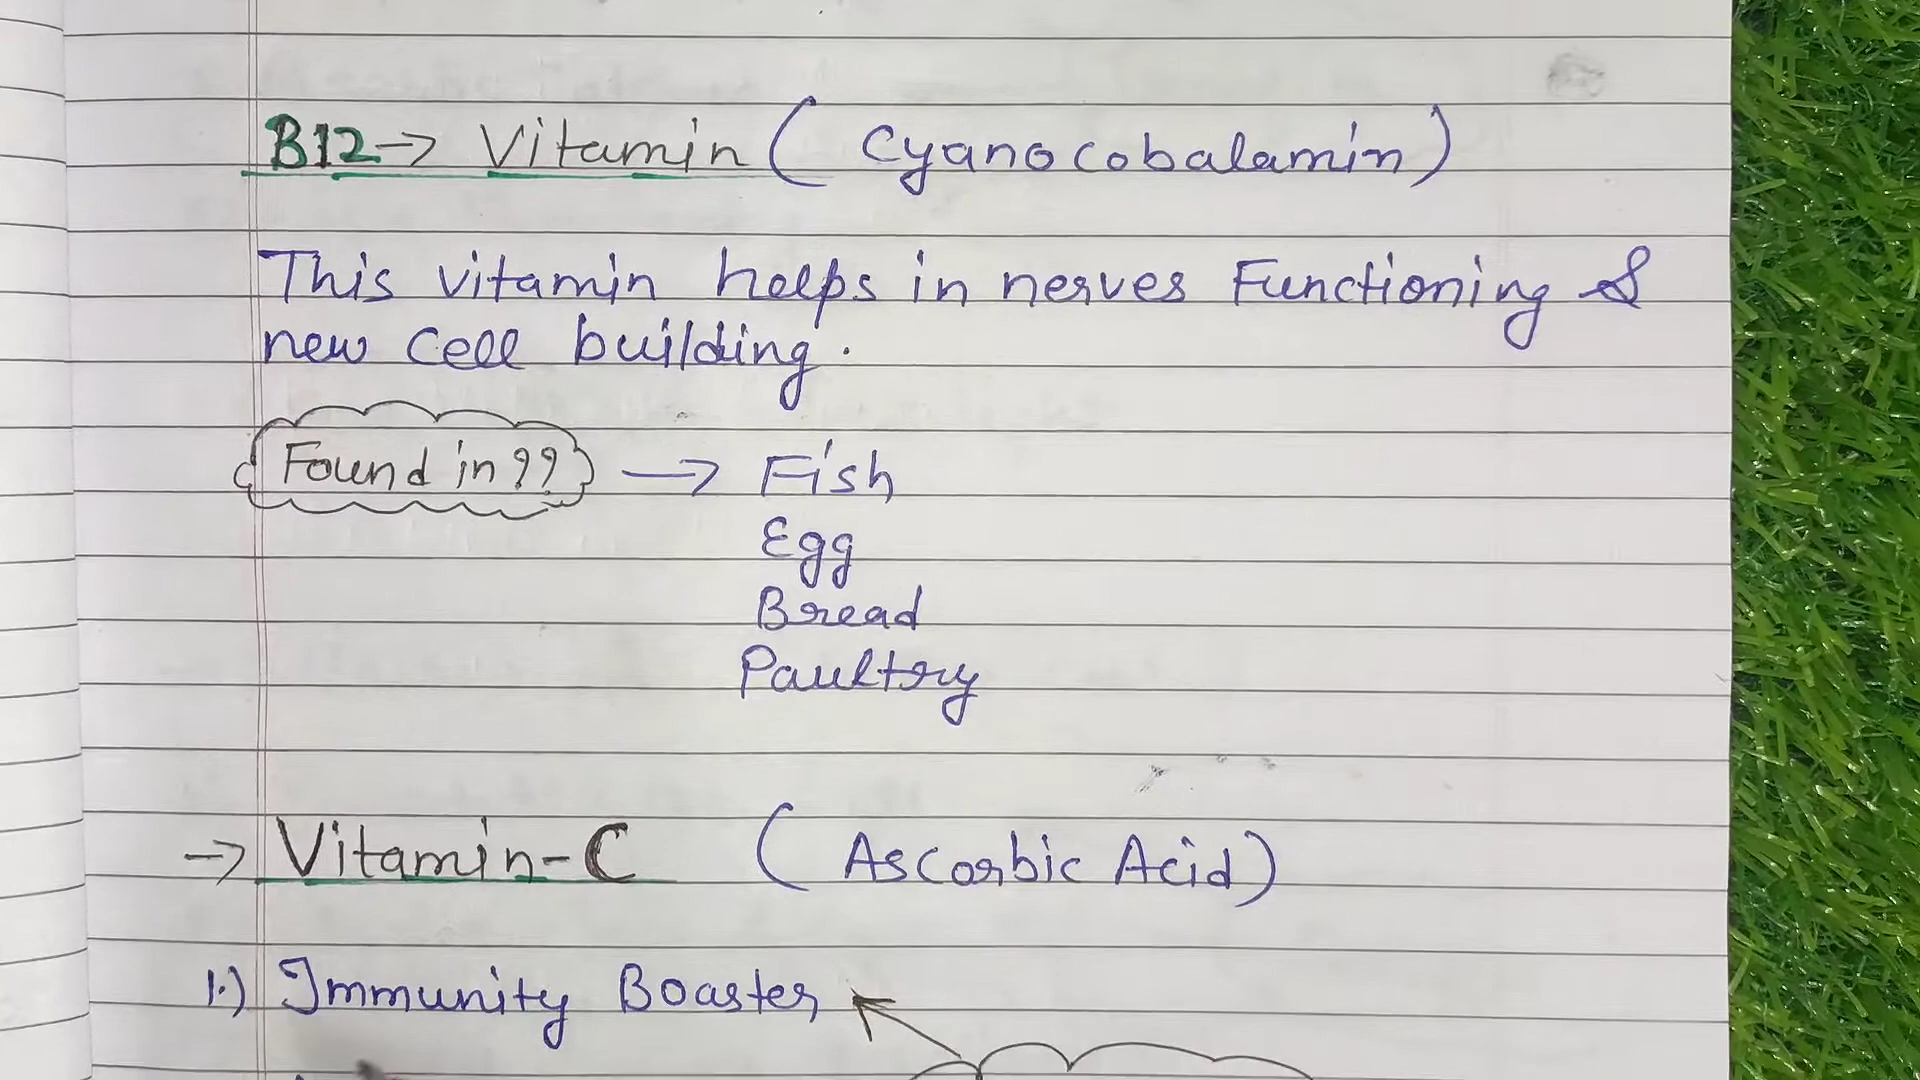 B12→ Vitamin ( Cyanocobalamin)
This vitamin helps in nerves Functioning &
new cell building.
Found in ?? → Fish
Egg
Bread
Paultry
→ Vitamin-C ( Ascorbic Acid)
1.) Immunity Boaster